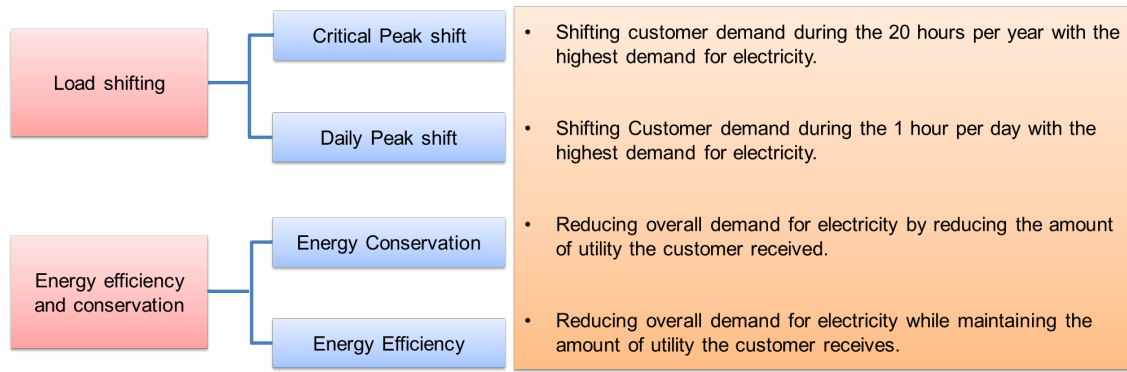 Load shifting
Critical Peak shift
• Shifting customer demand during the 20 hours per year with the
highest demand for electricity.
Daily Peak shift
• Shifting Customer demand during the 1 hour per day with the
highest demand for electricity.
Energy efficiency
and conservation
Energy Conservation
• Reducing overall demand for electricity by reducing the amount
of utility the customer received.
Energy Efficiency
• Reducing overall demand for electricity while maintaining the
amount of utility the customer receives.